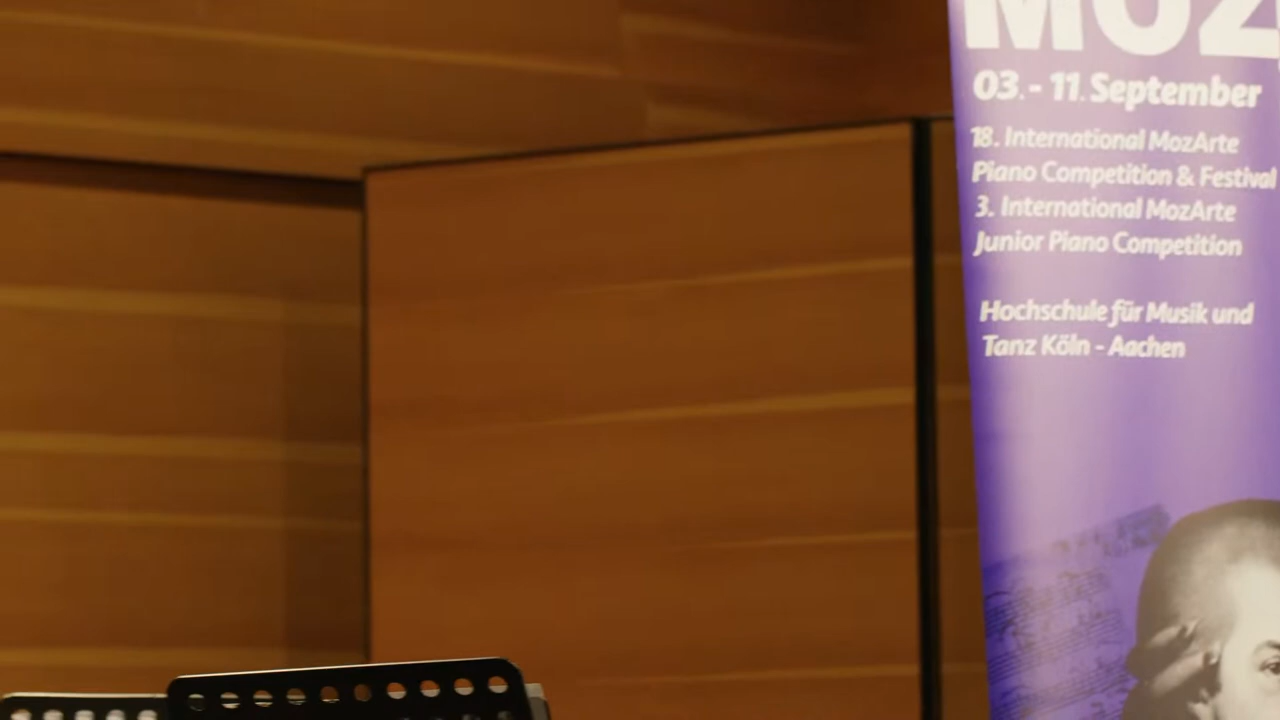 MOZ
03. - 11. September
18. International MozArte
Piano Competition & Festival
3. International MozArte
Junior Piano Competition
Hochschule für Musik und
Tanz Köln - Aachen